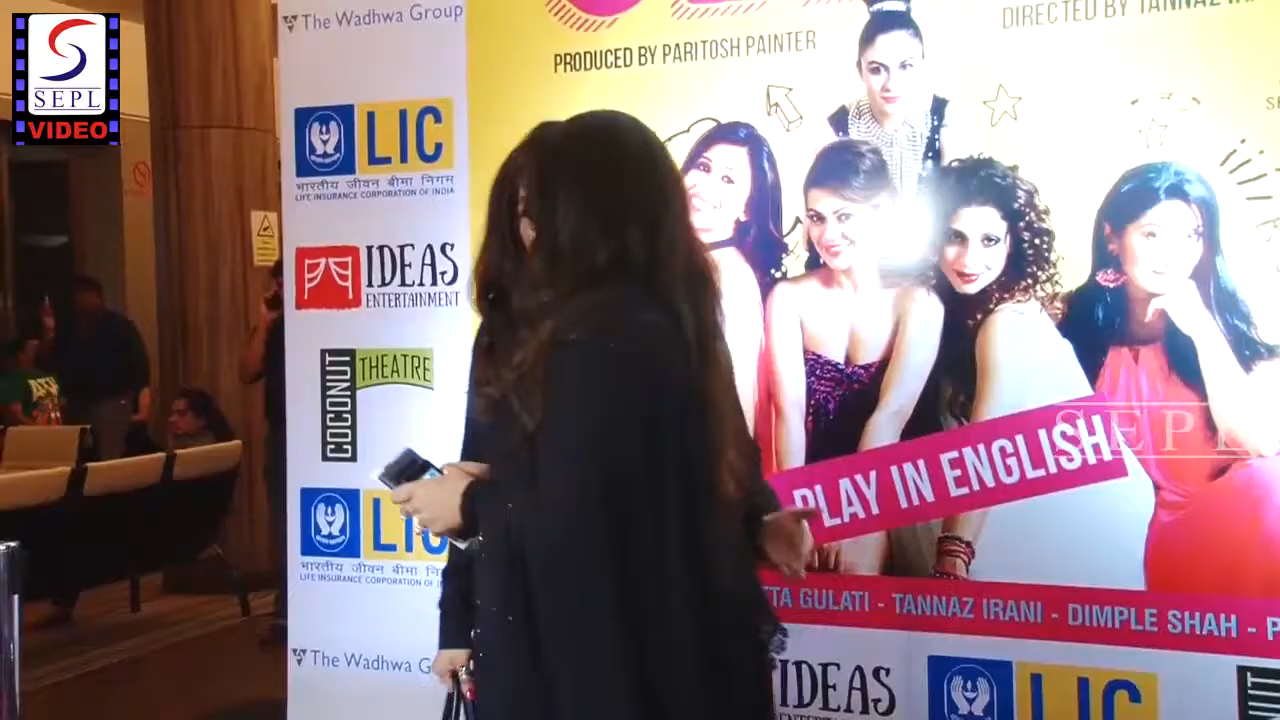 SEPL
VIDEO
The Wadhwa Group
LIC
भारतीय जीवन बीमा निगम
LIFE INSURANCE CORPORATION OF INDIA
IDEAS
ENTERTAINMENT
COCONUT
THEATRE
LIC
भारतीय जीवन बीमा
LIFE INSURANCE CORPORATION OF
The Wadhwa
PRODUCED BY PARITOSH PAINTER
DIRECTED BY TANNAZ
PLAY IN ENGLISH
SEPL
GULATI - TANNAZ IRANI - DIMPLE SHAH -
IDEAS
LIC